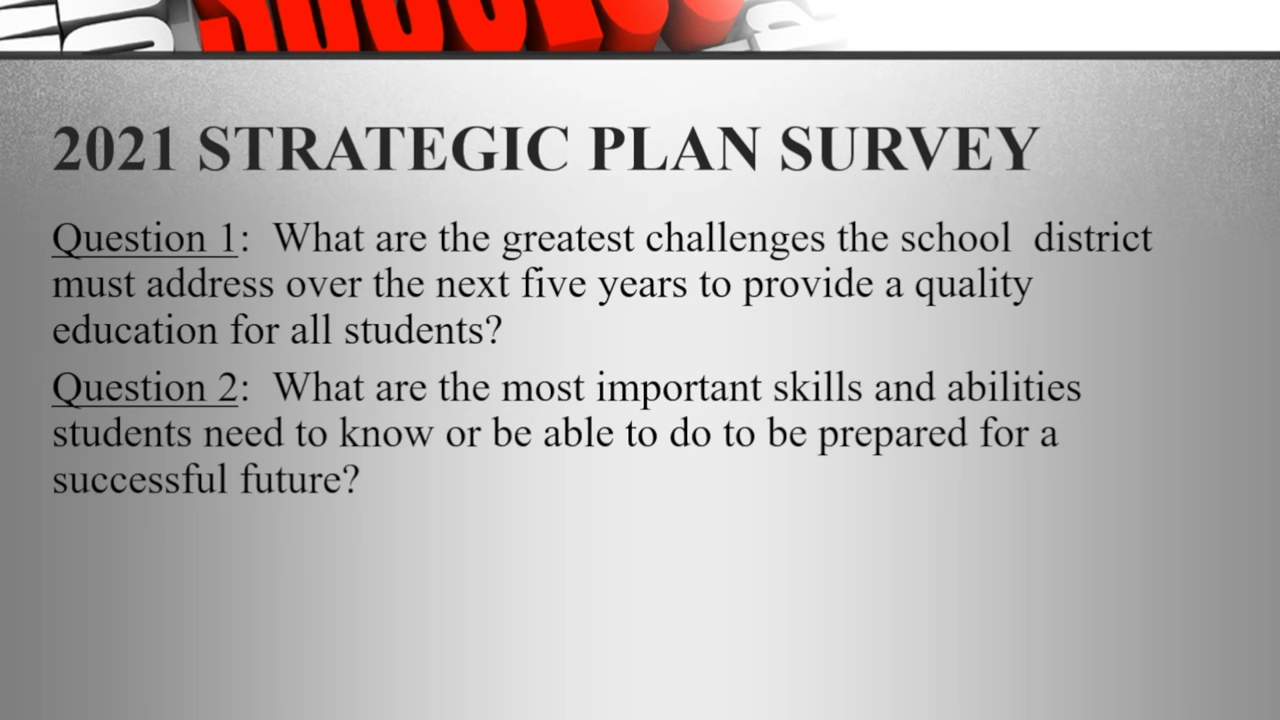 2021 STRATEGIC PLAN SURVEY
Question 1:  What are the greatest challenges the school  district
must address over the next five years to provide a quality
education for all students?
Question 2:  What are the most important skills and abilities
students need to know or be able to do to be prepared for a
successful future?